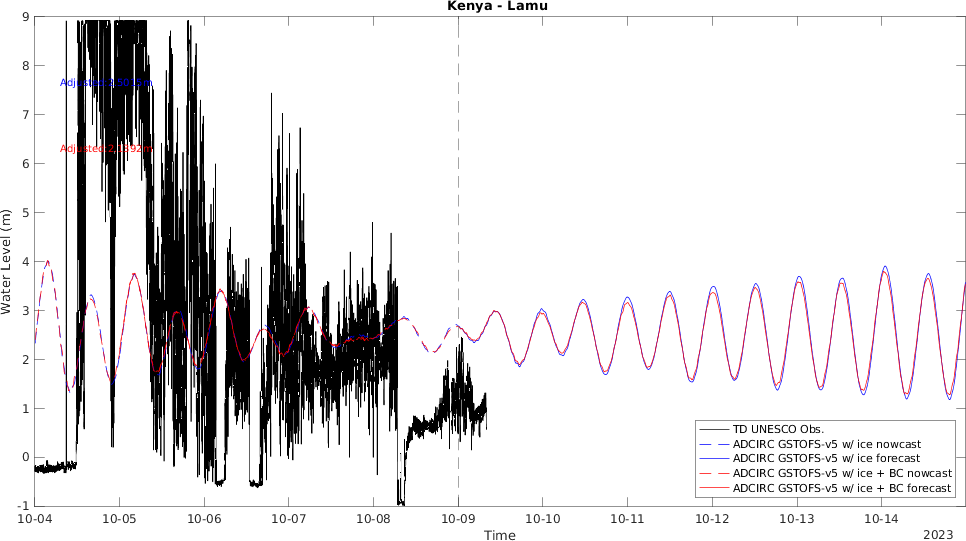 Kenya - Lamu
Water Level (m)
9
8
7
6
5
4
3
2
1
0
-1
Adjusted
Adjusted
TD UNESCO Obs.
ADCIRC GSTOFS-v5 w/ ice nowcast
ADCIRC GSTOFS-v5 w/ ice forecast
ADCIRC GSTOFS-v5 w/ ice + BC nowcast
ADCIRC GSTOFS-v5 w/ ice + BC forecast
10-04 10-05 10-06 10-07 10-08 10-09 10-10 10-11 10-12 10-13 10-14
Time
2023